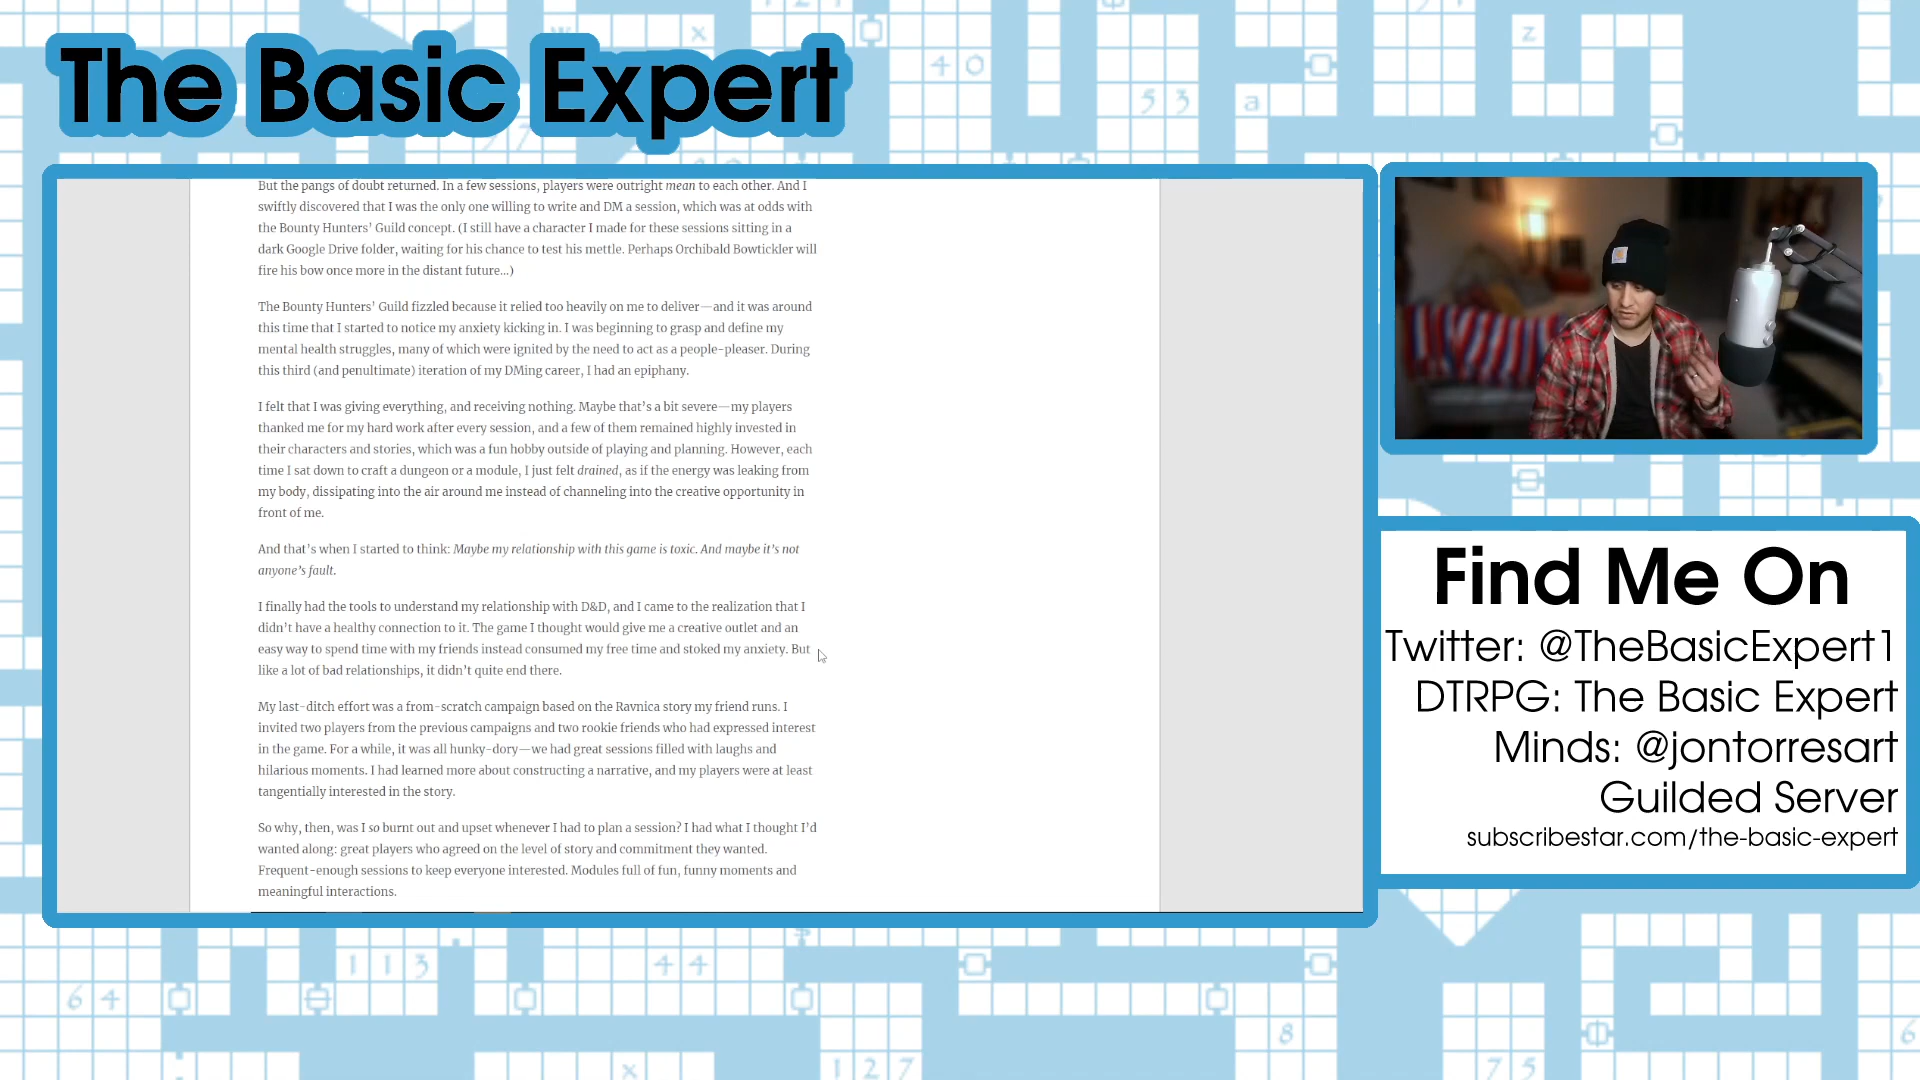 The Basic Expert
But the pangs of doubt returned. In a few sessions, players were outright mean to each other. And I
swiftly discovered that I was the only one willing to write and DM a session, which was at odds with
the Bounty Hunters’ Guild concept. (I still have a character I made for these sessions sitting in a
dark Google Drive folder, waiting for his chance to test his mettle. Perhaps Orchibald Bowtickler will
fire his bow once more in the distant future...)
The Bounty Hunters’ Guild fizzled because it relied too heavily on me to deliver—and it was around
this time that I started to notice my anxiety kicking in. I was beginning to grasp and define my
mental health struggles, many of which were ignited by the need to act as a people-pleaser. During
this third (and penultimate) iteration of my DMing career, I had an epiphany.
I felt that I was giving everything, and receiving nothing. Maybe that’s a bit severe—my players
thanked me for my hard work after every session, and a few of them remained highly invested in
their characters and stories, which was a fun hobby outside of playing and planning. However, each
time I sat down to craft a dungeon or a module, I just felt drained, as if the energy was leaking from
my body, dissipating into the air around me instead of channeling into the creative opportunity in
front of me.
And that’s when I started to think: Maybe my relationship with this game is toxic. And maybe it’s not
anyone’s fault.
I finally had the tools to understand my relationship with D&D, and I came to the realization that I
didn’t have a healthy connection to it. The game I thought would give me a creative outlet and an
easy way to spend time with my friends instead consumed my free time and stoked my anxiety. But
like a lot of bad relationships, it didn’t quite end there.
My last-ditch effort was a from-scratch campaign based on the Ravnica story my friend runs. I
invited two players from the previous campaigns and two rookie friends who had expressed interest
in the game. For a while, it was all hunky-dory—we had great sessions filled with laughs and
hilarious moments. I had learned more about constructing a narrative, and my players were at least
tangentially interested in the story.
So why, then, was I so burnt out and upset whenever I had to plan a session? I had what I thought I’d
wanted along: great players who agreed on the level of story and commitment they wanted.
Frequent-enough sessions to keep everyone interested. Modules full of fun, funny moments and
meaningful interactions.
Find Me On
Twitter: @TheBasicExpert1
DTRPG: The Basic Expert
Minds: @jontorresart
Guilded Server
subscribestar.com/the-basic-expert
x
z
40
53
a
113
44
64
8
6
x
127
75